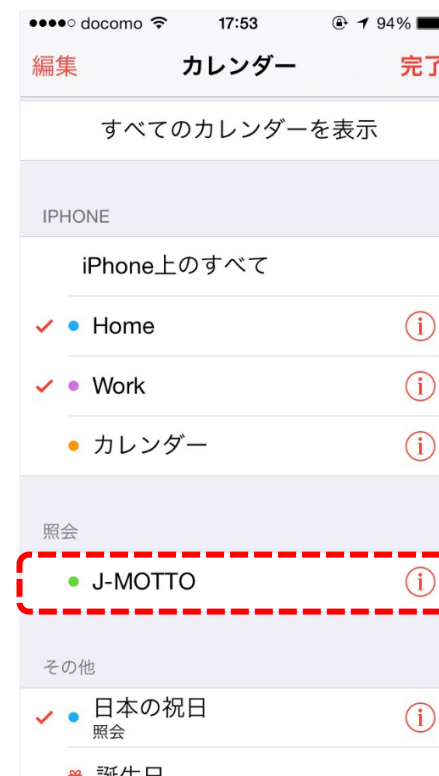 docomo 17:53 94%
編集 カレンダー 完了
すべてのカレンダーを表示
IPHONE
iPhone上のすべて
Home
Work
カレンダー
照会
J-MOTTO
その他
日本の祝日
照会
誕生日